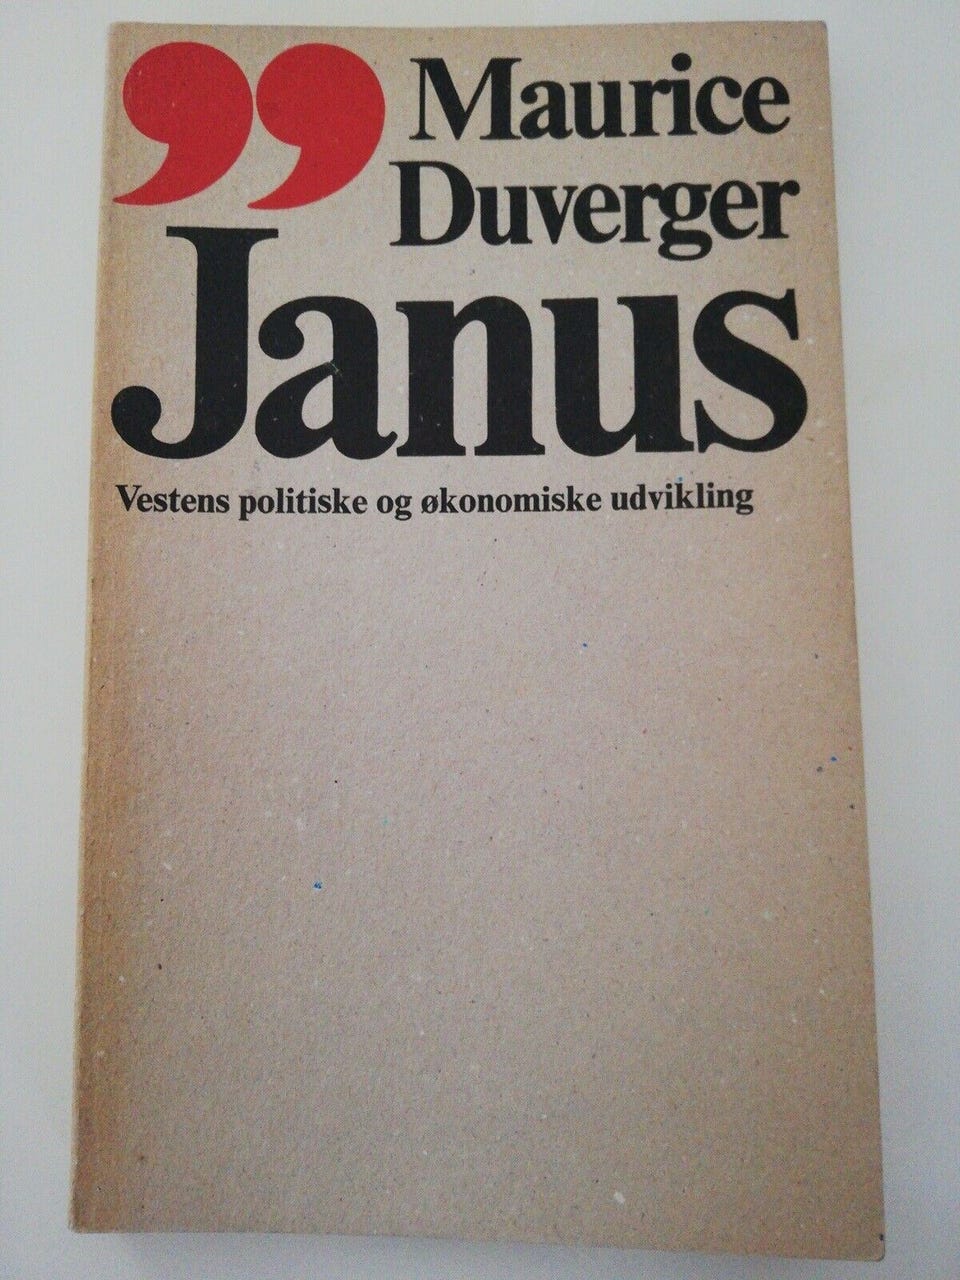 ”Maurice
Duverger
Janus
Vestens politiske og økonomiske udvikling